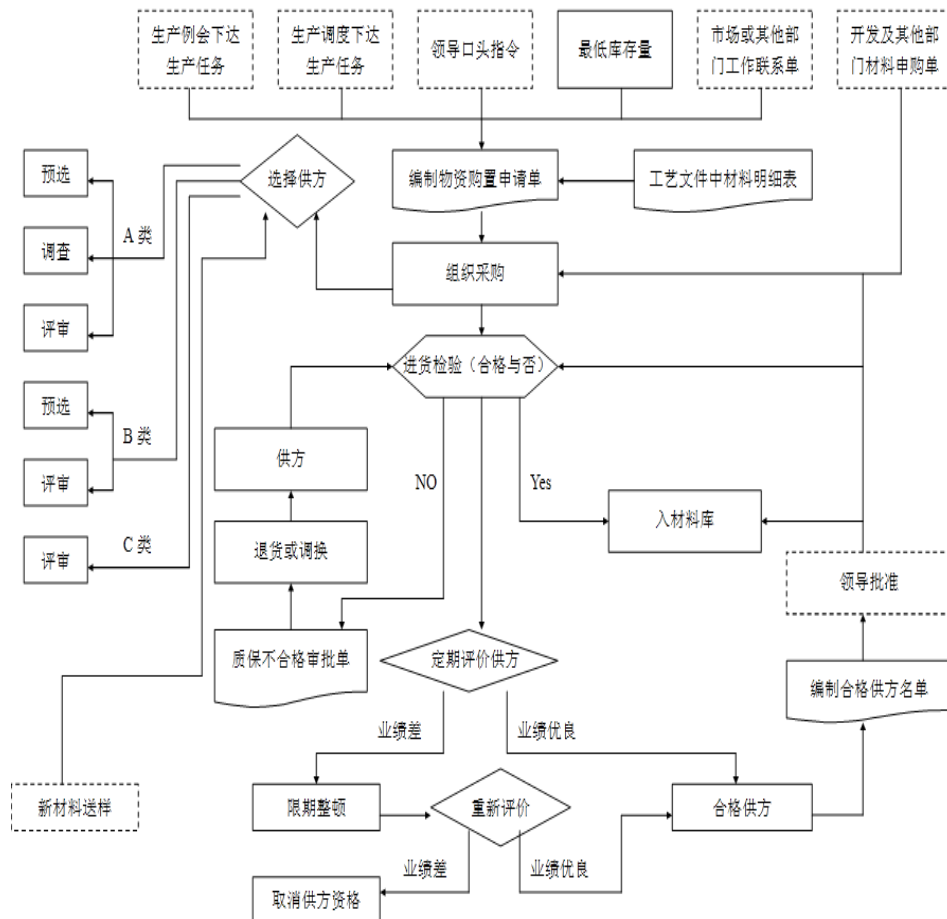 生产例会下达
生产任务
生产调度下达
生产任务
领导口头指令
最低库存量
市场或其他部
门工作联系单
开发及其他部
门材料申购单
预选
选择供方
编制物资购置申请单
工艺文件中材料明细表
A 类
调查
组织采购
评审
进货检验（合格与否）
预选
B 类
供方
NO
Yes
评审
入材料库
C 类
评审
退货或调换
领导批准
质保不合格审批单
定期评价供方
编制合格供方名单
业绩差
业绩优良
新材料送样
限期整顿
重新评价
合格供方
业绩差
业绩优良
取消供方资格